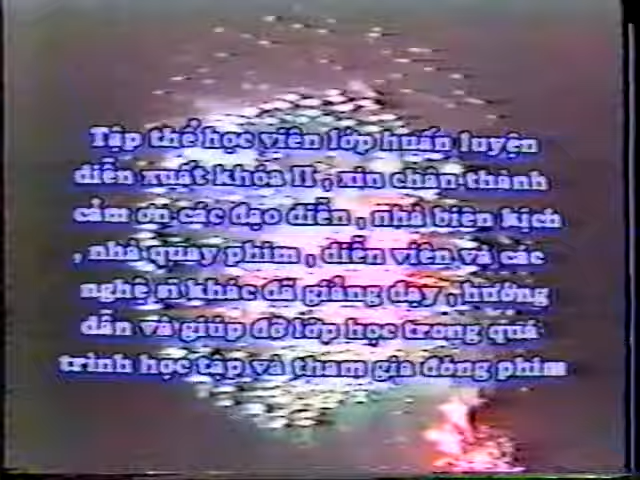 Tập thể học viên lớp huấn luyện
diễn xuất khóa II , xin chân thành
cảm ơn các đạo diễn , nhà biên kịch
, nhà quay phim , diễn viên và các
nghệ sĩ khác đã giảng dạy , hướng
dẫn và giúp đỡ lớp học trong quá
trình học tập và tham gia đóng phim